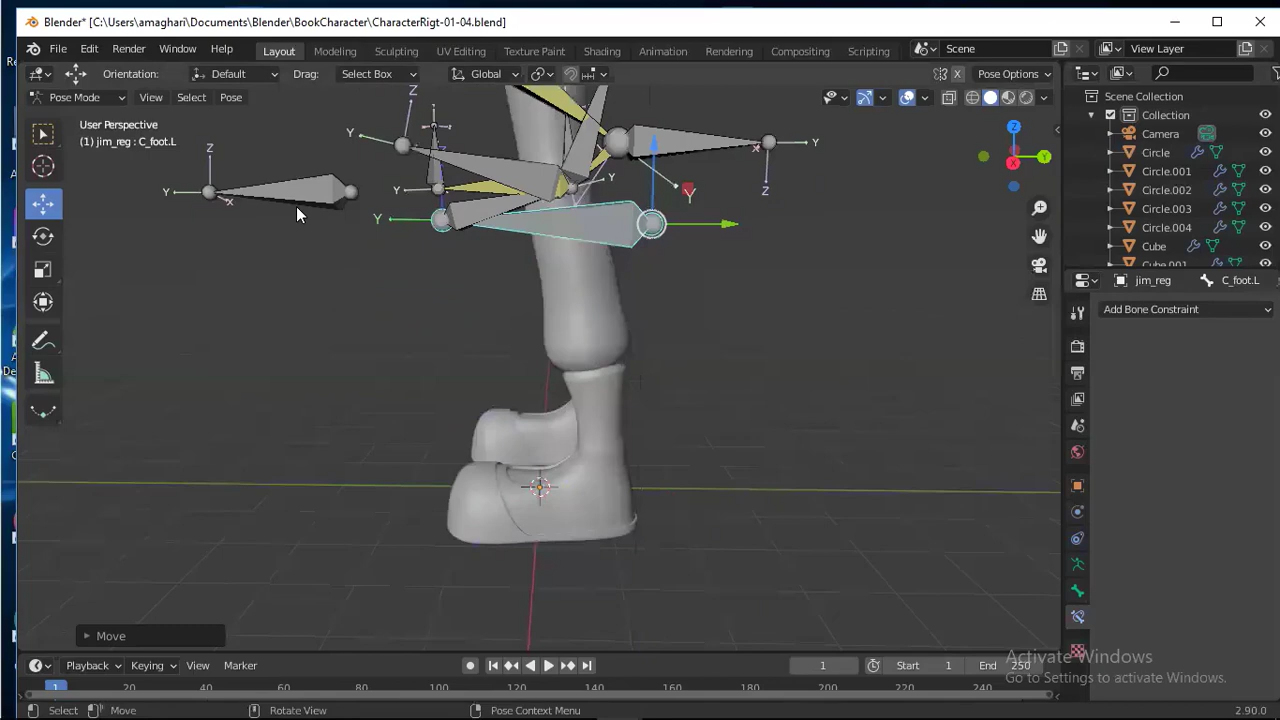 Blender* [C:\Users\amaghari\Documents\Blender\BookCharacter\CharacterRigt-01-04.blend]
File Edit Render Window Help Layout Modeling Sculpting UV Editing Texture Paint Shading Animation Rendering Compositing Scripting Scene View Layer
Orientation: Default Drag: Select Box Global X Pose Options
Pose Mode View Select Pose
User Perspective
(1) jim_reg : C_foot.L
Scene Collection
Collection
Camera
Circle
Circle.001
Circle.002
Circle.003
Circle.004
Cube
Cube.001
jim_reg C_foot.L
Add Bone Constraint
Move
Activate Windows
Go to Settings to activate Windows.
Playback Keying View Marker 1 Start 1 End 250
1 20 40 60 80 100 120 140 160 180 200 220 240
Select Move Rotate View Pose Context Menu 2.90.0